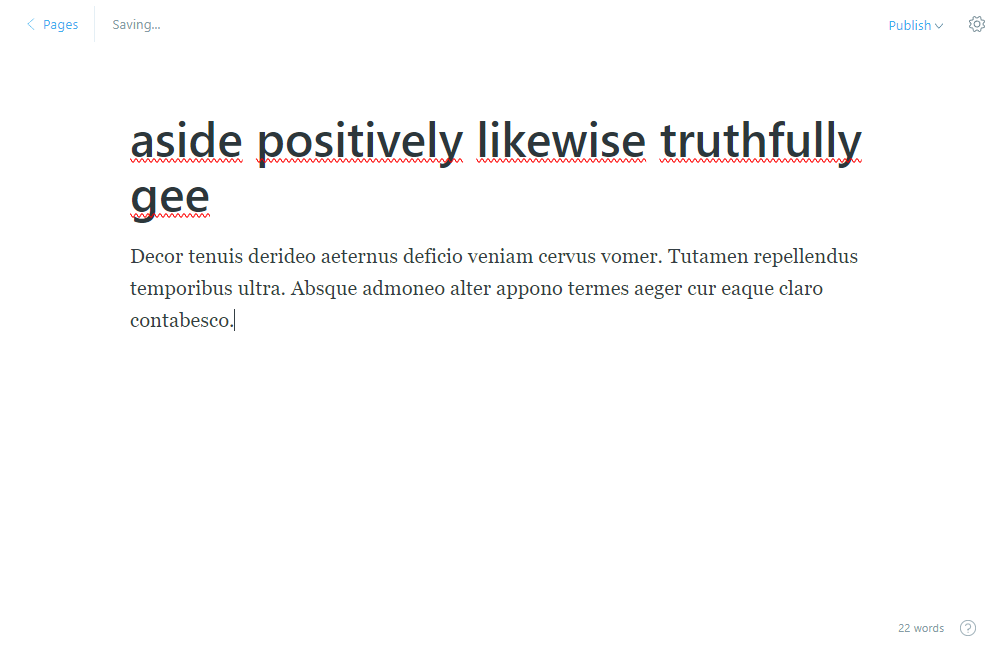 Pages
Saving...
Publish
aside positively likewise truthfully
gee
Decor tenuis derideo aeternus deficio veniam cervus vomer. Tutamen repellendus
temporibus ultra. Absque admoneo alter appono termes aeger cur eaque claro
contabesco.
22 words
?